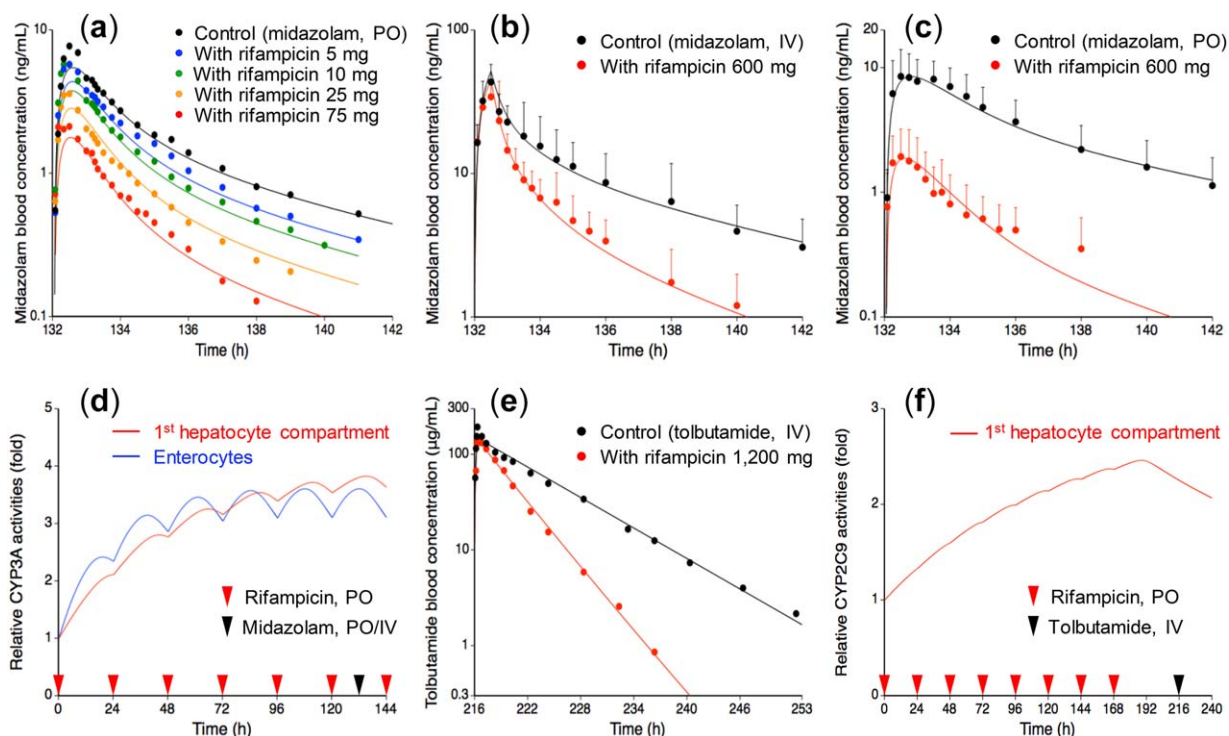 (a)
Control (midazolam, PO)
With rifampicin 5 mg
With rifampicin 10 mg
With rifampicin 25 mg
With rifampicin 75 mg
Midazolam blood concentration (ng/mL)
10
1
0.1
132 134 136 138 140 142
Time (h)
(b)
Control (midazolam, IV)
With rifampicin 600 mg
Midazolam blood concentration (ng/mL)
100
10
1
132 134 136 138 140 142
Time (h)
(c)
Control (midazolam, PO)
With rifampicin 600 mg
Midazolam blood concentration (ng/mL)
20
10
1
0.1
132 134 136 138 140 142
Time (h)
(d)
1st hepatocyte compartment
Enterocytes
Relative CYP3A activities (fold)
5
4
3
2
1
0
Rifampicin, PO
Midazolam, PO/IV
0 24 48 72 96 120 144
Time (h)
(e)
Control (tolbutamide, IV)
With rifampicin 1,200 mg
Tolbutamide blood concentration (µg/mL)
300
100
10
1
0.3
216 222 228 234 240 246 253
Time (h)
(f)
1st hepatocyte compartment
Relative CYP2C9 activities (fold)
3
2
1
0
Rifampicin, PO
Tolbutamide, IV
0 24 48 72 96 120 144 168 192 216 240
Time (h)